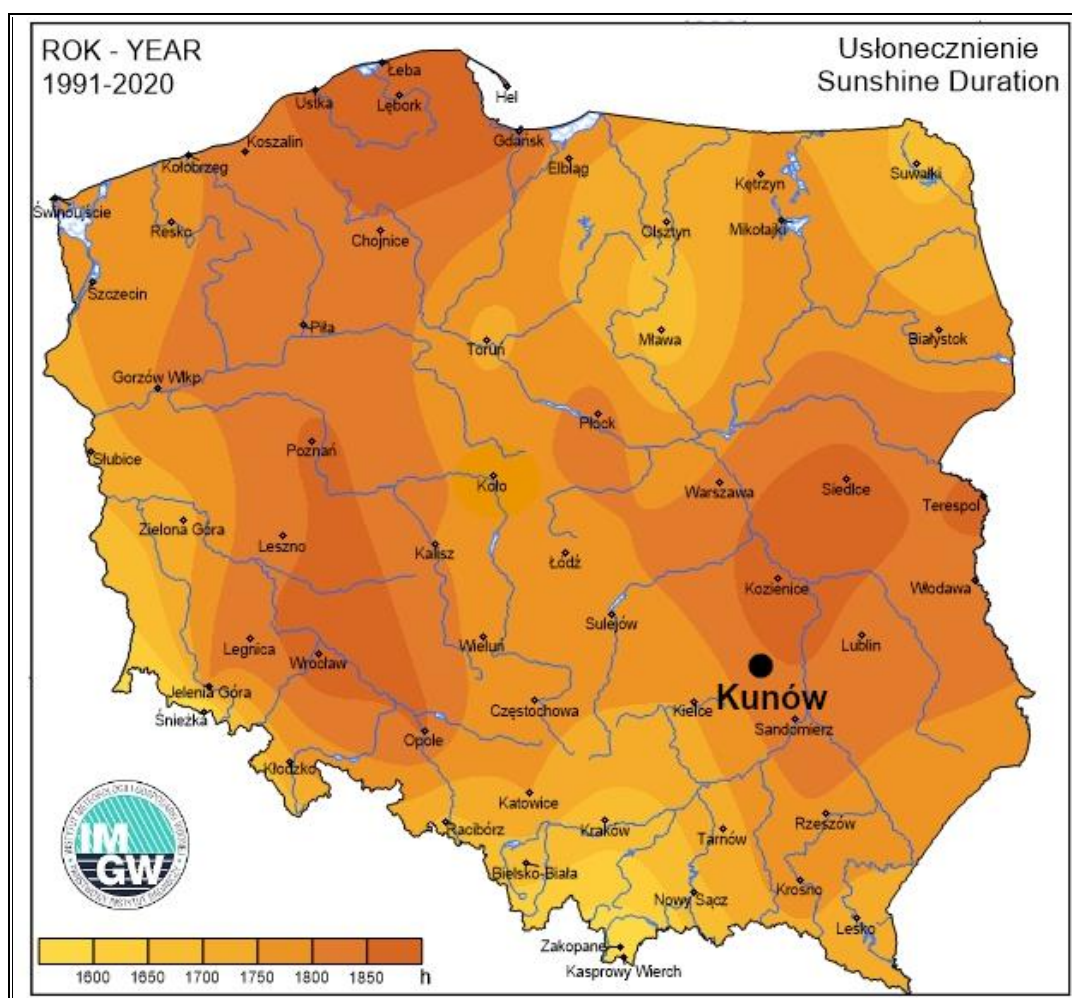 ROK - YEAR
1991-2020
Usłonecznienie
Sunshine Duration
Łeba
Ustka
Lębork
Hel
Gdańsk
Koszalin
Kołobrzeg
Elbląg
Suwałki
Kętrzyn
Świnoujście
Resko
Chojnice
Olsztyn
Mikołajki
Szczecin
Piła
Toruń
Mława
Białystok
Gorzów Wlkp.
Płock
Poznań
Słubice
Koło
Warszawa
Siedlce
Terespol
Zielona Góra
Leszno
Kalisz
Łódź
Kozienice
Włodawa
Sulejów
Legnica
Wrocław
Wieluń
Lublin
Jelenia Góra
Kunów
Śnieżka
Częstochowa
Kielce
Sandomierz
Opole
Kłodzko
Katowice
Racibórz
Kraków
Tarnów
Rzeszów
Bielsko-Biała
Nowy Sącz
Krosno
Lesko
Zakopane
Kasprowy Wierch
IM
GW
1600 1650 1700 1750 1800 1850 h